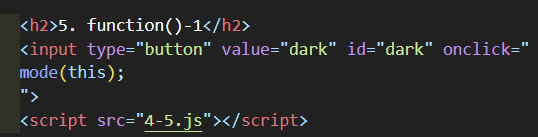 <h2>5. function()-1</h2>
<input type="button" value="dark" id="dark" onclick="
mode(this);
">
<script src="4-5.js"></script>